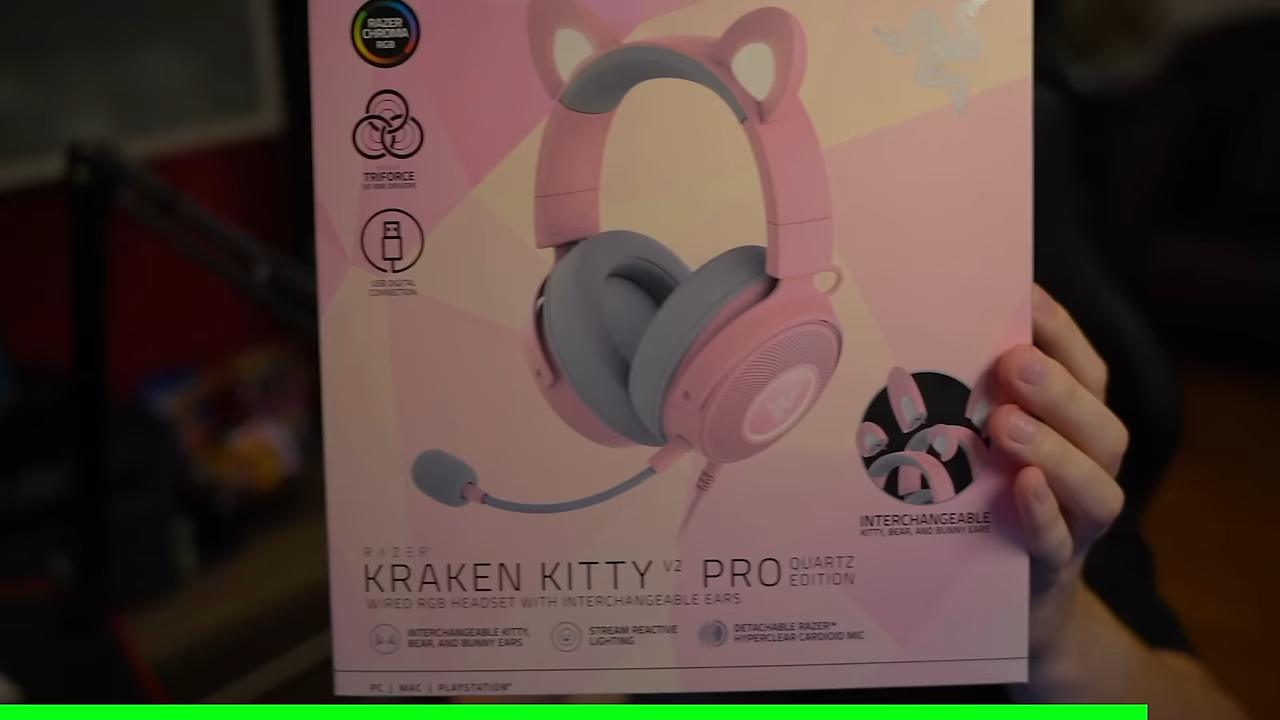 RAZER
CHROMA
RGB
TRIFORCE
50 MM DRIVERS
USB DIGITAL
CONNECTION
INTERCHANGEABLE
KITTY, BEAR, AND BUNNY EARS
RAZER
KRAKEN KITTY V2 PRO QUARTZ EDITION
WIRED RGB HEADSET WITH INTERCHANGEABLE EARS
INTERCHANGEABLE KITTY,
BEAR, AND BUNNY EARS
STREAM REACTIVE
LIGHTING
DETACHABLE RAZER™
HYPERCLEAR CARDIOID MIC
PC | MAC | PLAYSTATION®